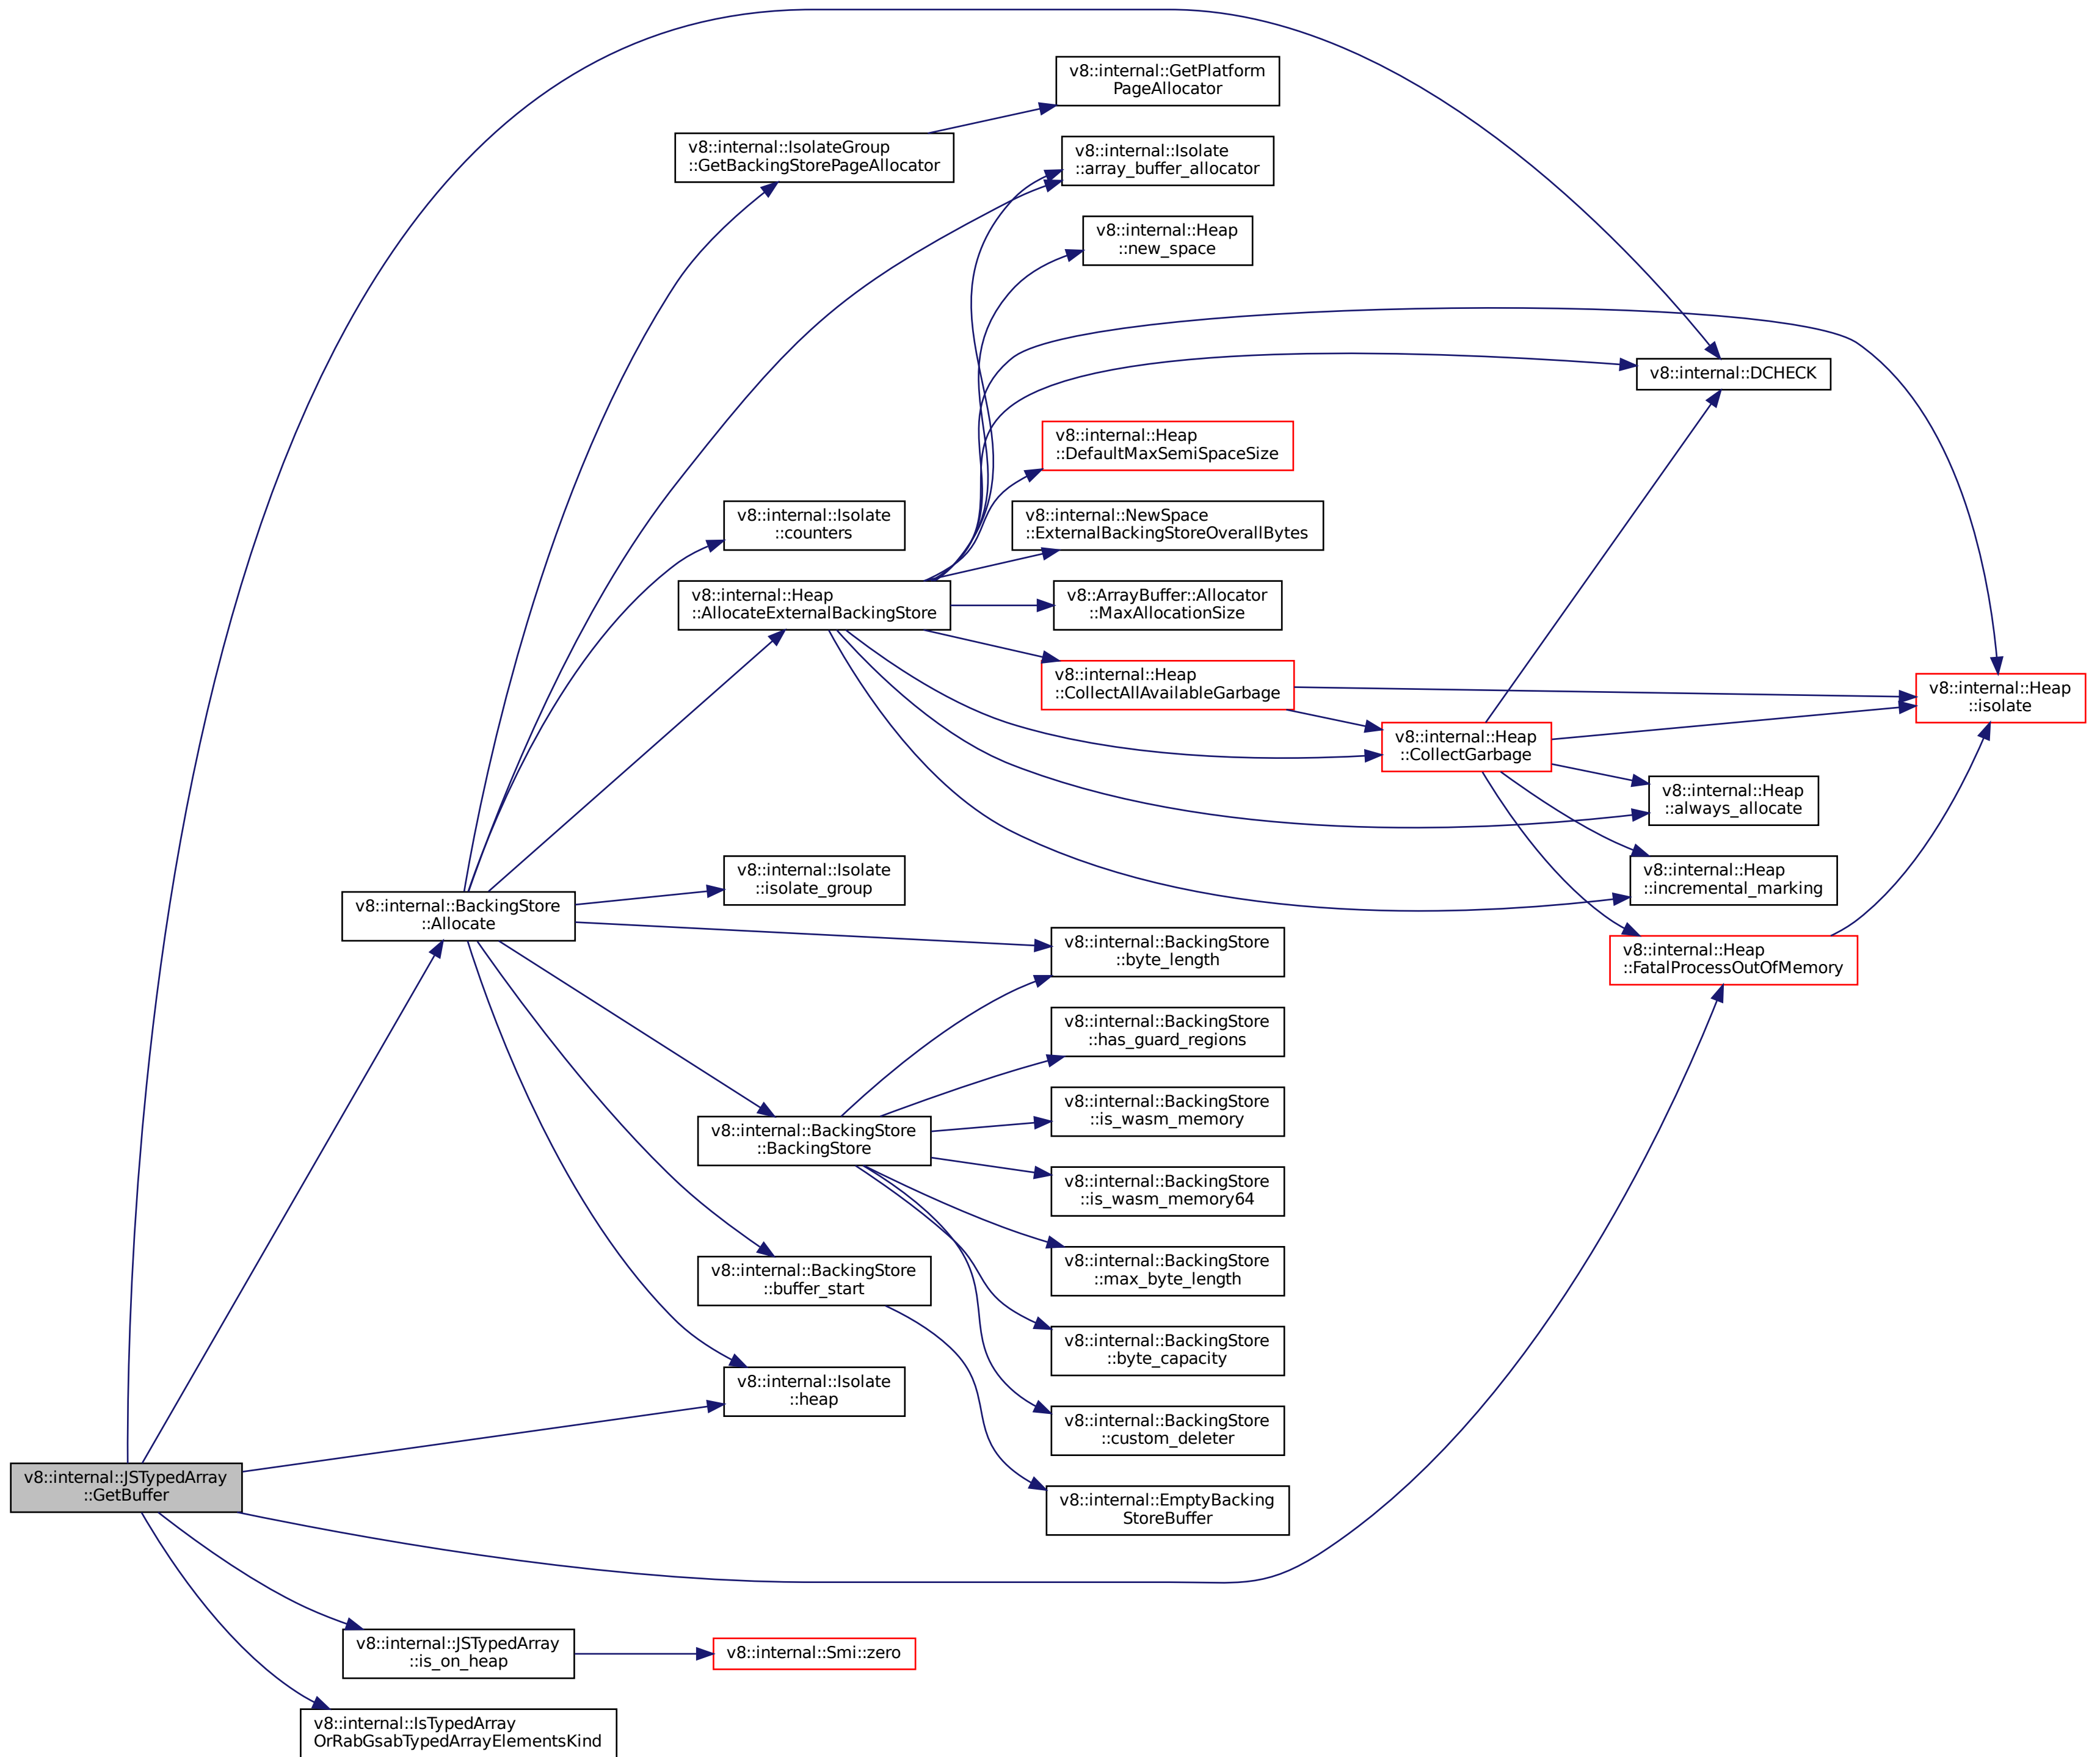 v8::internal::GetPlatform
PageAllocator
v8::internal::IsolateGroup
::GetBackingStorePageAllocator
v8::internal::Isolate
::array_buffer_allocator
v8::internal::Heap
::new_space
v8::internal::DCHECK
v8::internal::Heap
::DefaultMaxSemiSpaceSize
v8::internal::Isolate
::counters
v8::internal::NewSpace
::ExternalBackingStoreOverallBytes
v8::internal::Heap
::AllocateExternalBackingStore
v8::ArrayBuffer::Allocator
::MaxAllocationSize
v8::internal::Heap
::CollectAllAvailableGarbage
v8::internal::Heap
::isolate
v8::internal::Heap
::CollectGarbage
v8::internal::Heap
::always_allocate
v8::internal::Isolate
::isolate_group
v8::internal::Heap
::incremental_marking
v8::internal::BackingStore
::Allocate
v8::internal::BackingStore
::byte_length
v8::internal::Heap
::FatalProcessOutOfMemory
v8::internal::BackingStore
::has_guard_regions
v8::internal::BackingStore
::is_wasm_memory
v8::internal::BackingStore
::BackingStore
v8::internal::BackingStore
::is_wasm_memory64
v8::internal::BackingStore
::max_byte_length
v8::internal::BackingStore
::buffer_start
v8::internal::BackingStore
::byte_capacity
v8::internal::Isolate
::heap
v8::internal::BackingStore
::custom_deleter
v8::internal::JSTypedArray
::GetBuffer
v8::internal::EmptyBacking
StoreBuffer
v8::internal::JSTypedArray
::is_on_heap
v8::internal::Smi::zero
v8::internal::IsTypedArray
OrRabGsabTypedArrayElementsKind